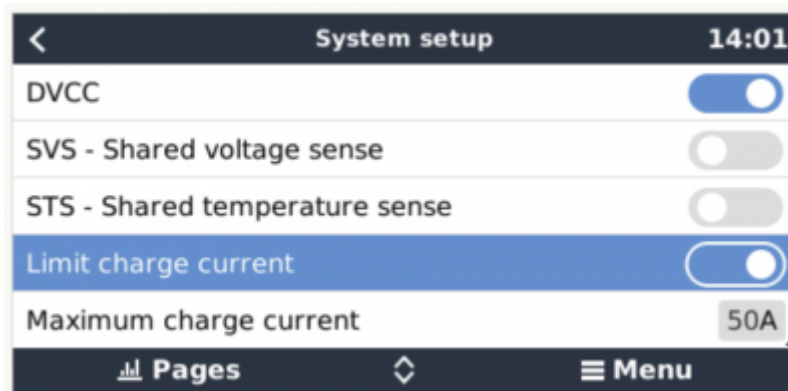 System setup 14:01
DVCC
SVS - Shared voltage sense
STS - Shared temperature sense
Limit charge current
Maximum charge current 50A
Pages Menu